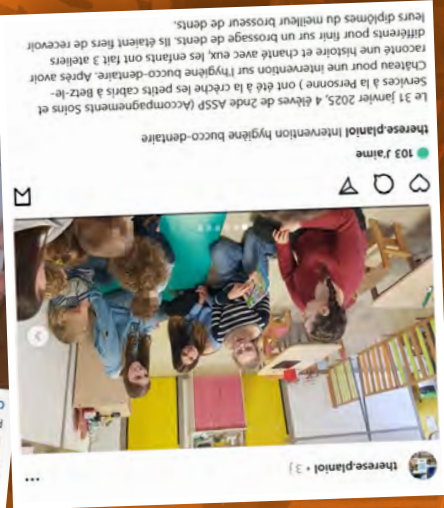 therese.planiol • 3 j
103 J'aime
therese.planiol Intervention hygiène bucco-dentaire
Le 31 janvier 2025, 4 élèves de 2nde ASSP (Accompagnements Soins et
Services à la Personne ) ont été à la crèche les petits cabris à Betz-le-
Château pour une intervention sur l'hygiène bucco-dentaire. Après avoir
raconté une histoire et chanté avec eux, les enfants ont fait 3 ateliers
différents pour finir sur un brossage de dents. Ils étaient fiers de recevoir
leurs diplômes du meilleur brosseur de dents.